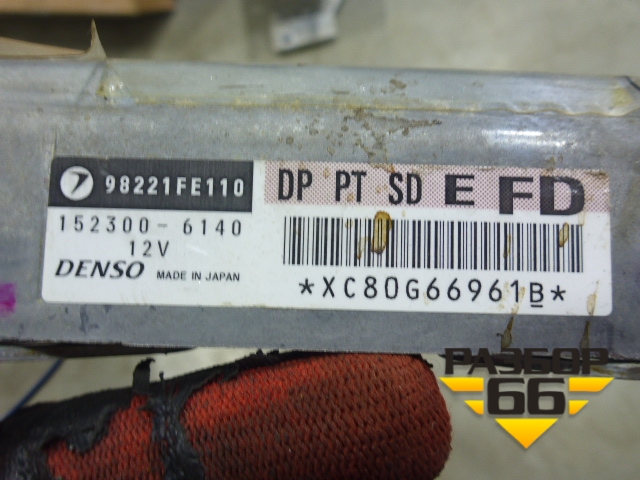 98221FE110
DP PT SD E FD
152300-6140
12V
DENSO MADE IN JAPAN
*XC80G66961B*
РАЗБОР
66